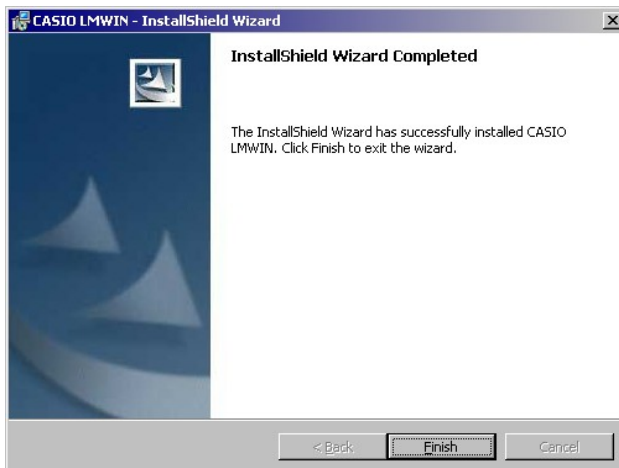 CASIO LMWIN - InstallShield Wizard
InstallShield Wizard Completed
The InstallShield Wizard has successfully installed CASIO
LMWIN. Click Finish to exit the wizard.
< Back
Finish
Cancel